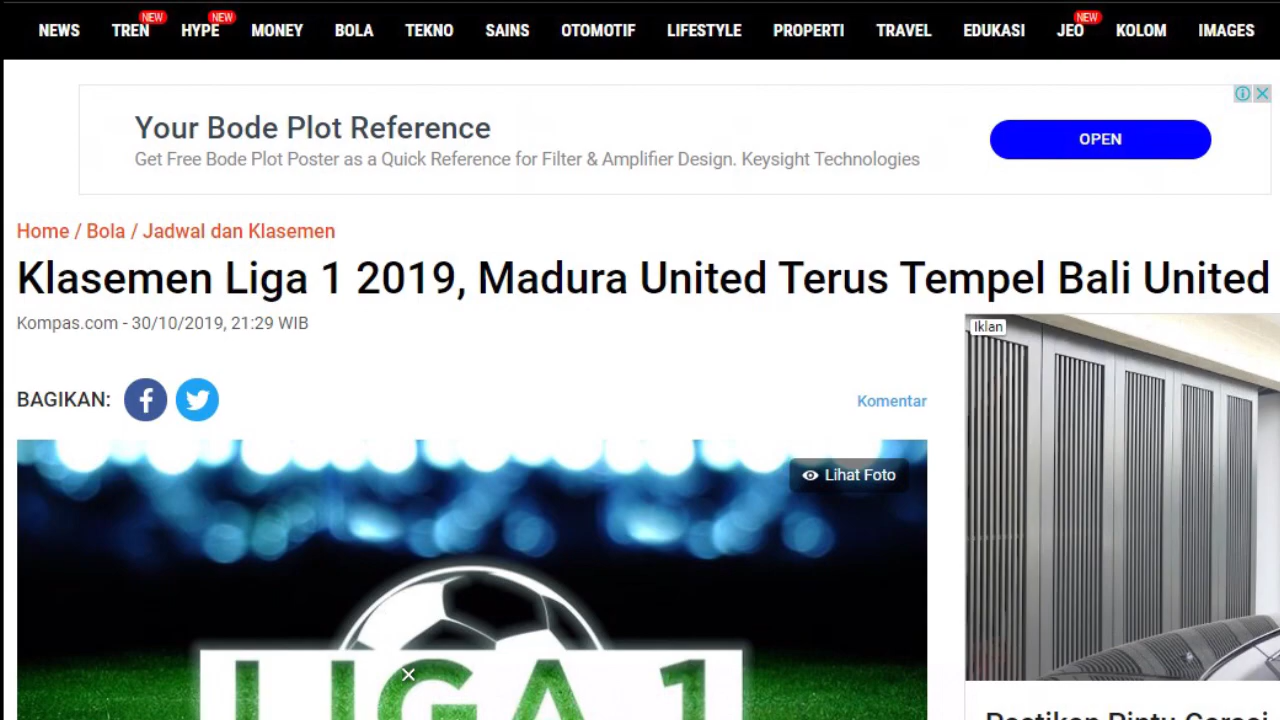 NEWS TREN NEW HYPE NEW MONEY BOLA TEKNO SAINS OTOMOTIF LIFESTYLE PROPERTI TRAVEL EDUKASI JEO NEW KOLOM IMAGES
Your Bode Plot Reference
Get Free Bode Plot Poster as a Quick Reference for Filter & Amplifier Design. Keysight Technologies
OPEN
Home / Bola / Jadwal dan Klasemen
Klasemen Liga 1 2019, Madura United Terus Tempel Bali United
Kompas.com - 30/10/2019, 21:29 WIB
Iklan
BAGIKAN:
Komentar
Lihat Foto
LIGA 1